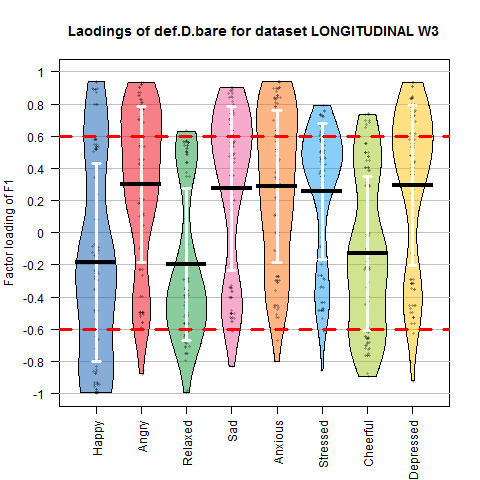 Laodings of def.D.bare for dataset LONGITUDINAL W3
Factor loading of F1
1
0.8
0.6
0.4
0.2
0
-0.2
-0.4
-0.6
-0.8
-1
Happy
Angry
Relaxed
Sad
Anxious
Stressed
Cheerful
Depressed